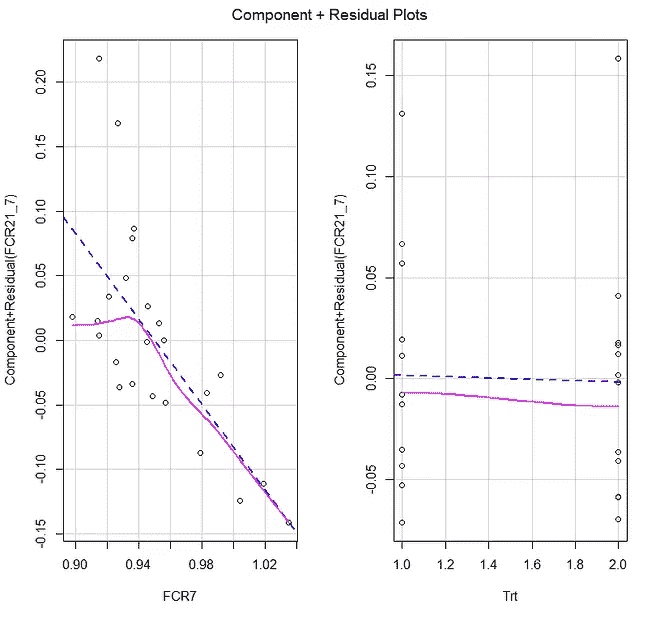 Component + Residual Plots
Component+Residual(FCR21_7)
0.20
0.15
0.10
0.05
0.00
-0.05
-0.10
-0.15
0.90 0.94 0.98 1.02
FCR7
Component+Residual(FCR21_7)
0.15
0.10
0.05
0.00
-0.05
1.0 1.2 1.4 1.6 1.8 2.0
Trt